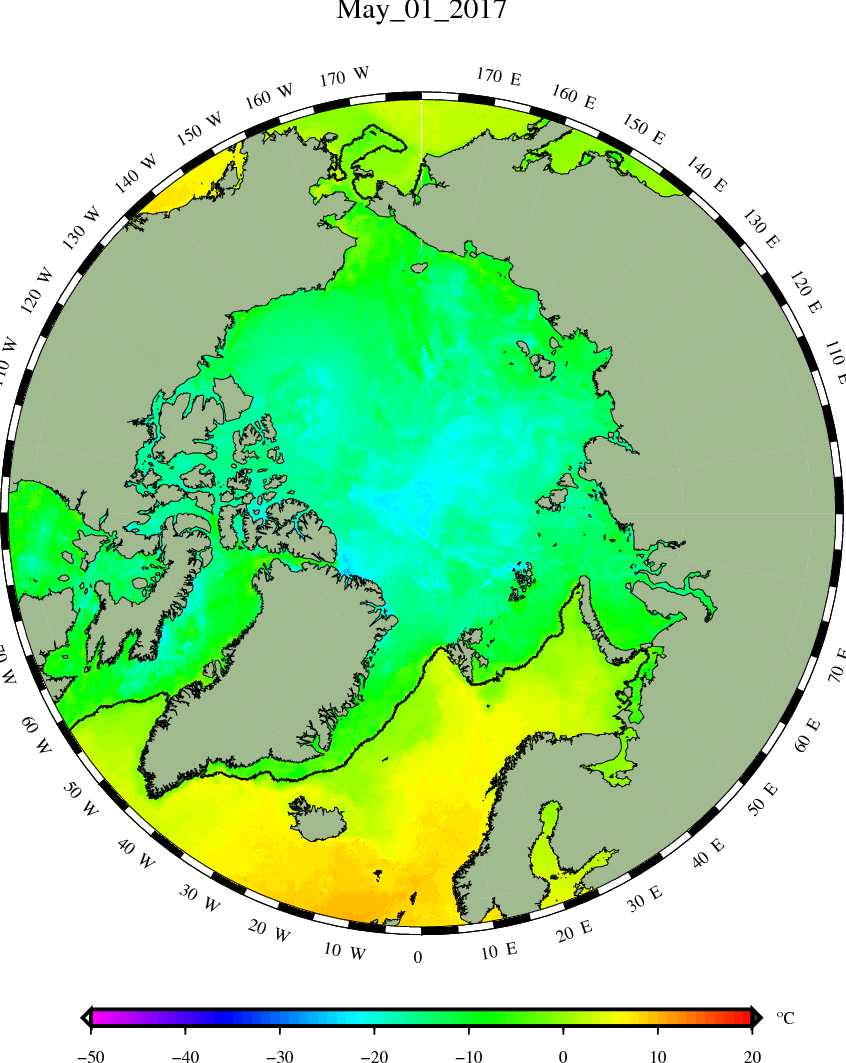 May_01_2017
170 W
170 E
160 W
160 E
150 W
150 E
140 W
140 E
130 W
130 E
120 W
120 E
10 W
110 E
70 W
70 E
60 W
60 E
50 W
50 E
40 W
40 E
30 W
30 E
20 W
20 E
10 W
10 E
0
°C
−50 −40 −30 −20 −10 0 10 20